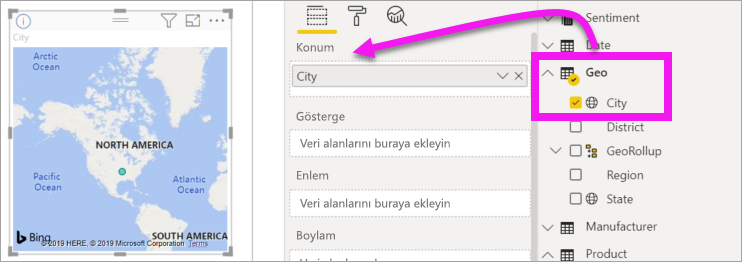 City
Arctic
Ocean
NORTH AMERICA
Pacific
Ocean
Atlantic
Ocean
SOUTH AMERICA
Bing
© 2019 HERE. © 2019 Microsoft Corporation Terms
Konum
City
Gösterge
Veri alanlarını buraya ekleyin
Enlem
Veri alanlarını buraya ekleyin
Boylam
Sentiment
Date
Geo
City
District
GeoRollup
Region
State
Manufacturer
Product